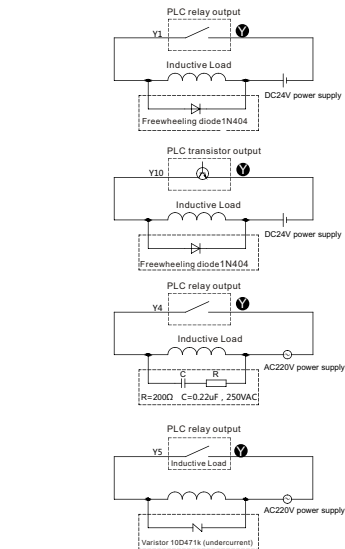 PLC relay output
Y1
Y
Inductive Load
DC24V power supply
Freewheeling diode1N404
PLC transistor output
Y10
Y
Inductive Load
DC24V power supply
Freewheeling diode1N404
PLC relay output
Y4
Y
Inductive Load
C R
AC220V power supply
R=200Ω C=0.22uF , 250VAC
PLC relay output
Y5
Y
Inductive Load
AC220V power supply
Varistor 10D471k (undercurrent)